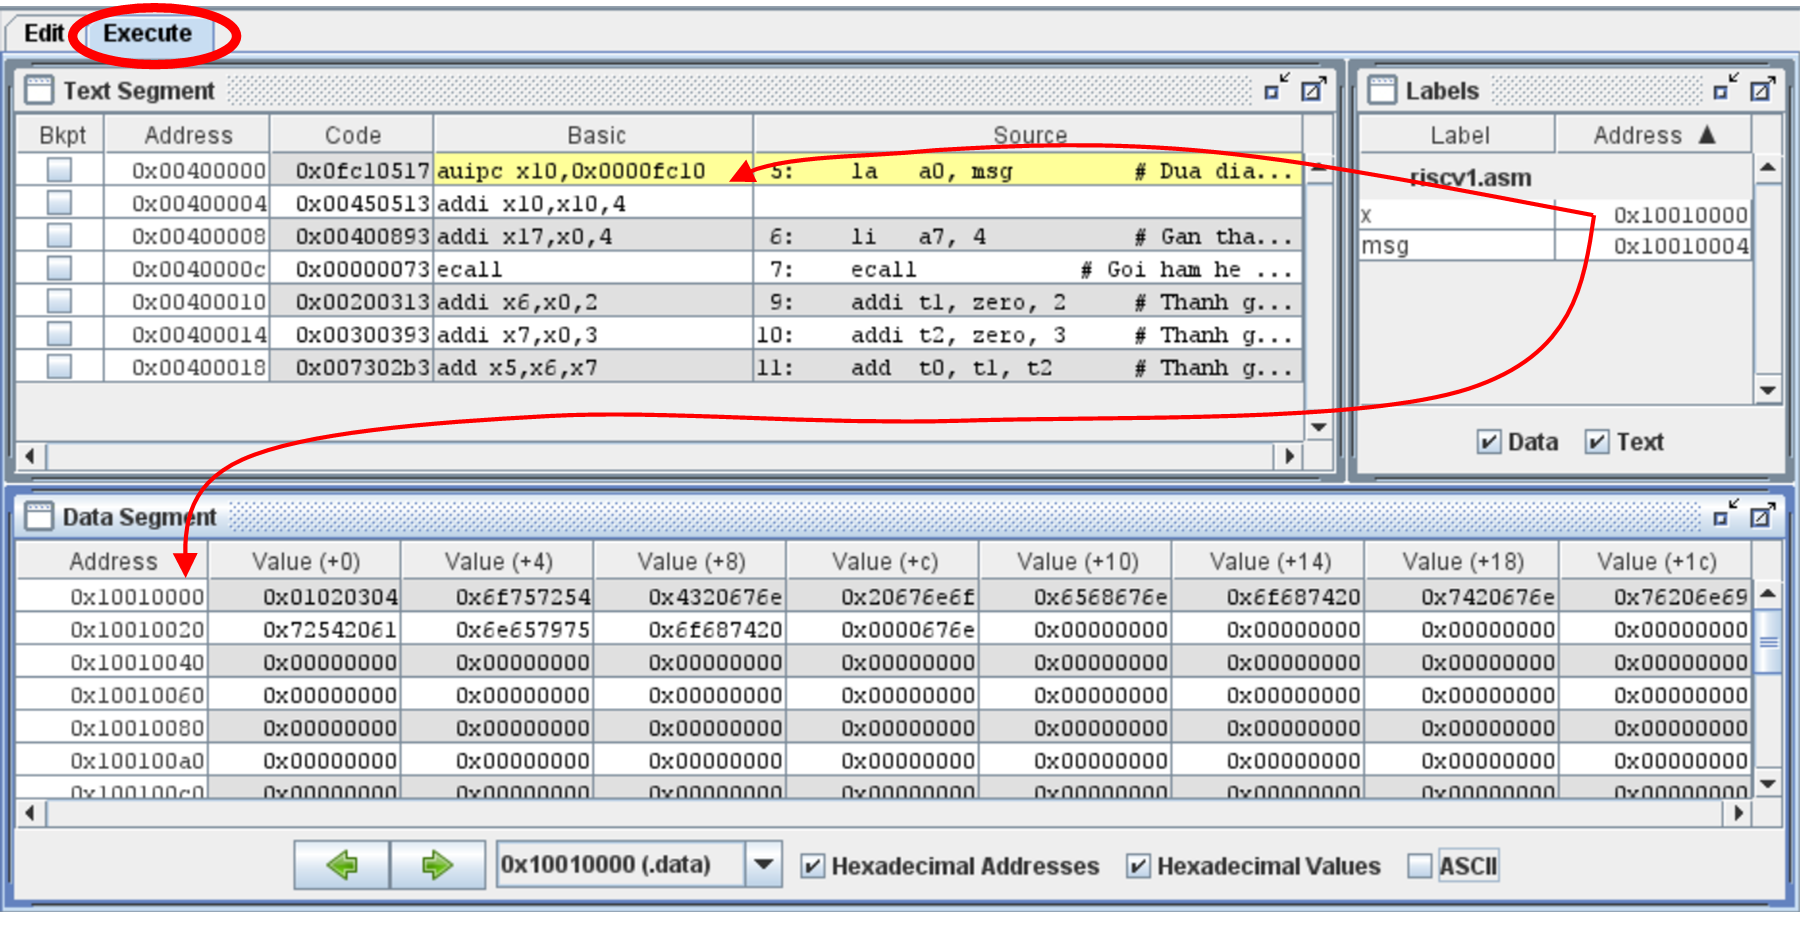 Edit Execute
Text Segment
Bkpt Address Code Basic Source
0x00400000 0x0fc10517 auipc x10,0x0000fc10 5: la a0, msg # Dua dia...
0x00400004 0x00450513 addi x10,x10,4
0x00400008 0x00400893 addi x17,x0,4 6: li a7, 4 # Gan tha...
0x0040000c 0x00000073 ecall 7: ecall # Goi ham he ...
0x00400010 0x00200313 addi x6,x0,2 9: addi t1, zero, 2 # Thanh g...
0x00400014 0x00300393 addi x7,x0,3 10: addi t2, zero, 3 # Thanh g...
0x00400018 0x007302b3 add x5,x6,x7 11: add t0, t1, t2 # Thanh g...
Labels
Label Address ▲
riscv1.asm
x 0x10010000
msg 0x10010004
Data Text
Data Segment
Address Value (+0) Value (+4) Value (+8) Value (+c) Value (+10) Value (+14) Value (+18) Value (+1c)
0x10010000 0x01020304 0x6f757254 0x4320676e 0x20676e6f 0x6568676e 0x6f687420 0x7420676e 0x76206e69
0x10010020 0x72542061 0x6e657975 0x6f687420 0x0000676e 0x00000000 0x00000000 0x00000000 0x00000000
0x10010040 0x00000000 0x00000000 0x00000000 0x00000000 0x00000000 0x00000000 0x00000000 0x00000000
0x10010060 0x00000000 0x00000000 0x00000000 0x00000000 0x00000000 0x00000000 0x00000000 0x00000000
0x10010080 0x00000000 0x00000000 0x00000000 0x00000000 0x00000000 0x00000000 0x00000000 0x00000000
0x100100a0 0x00000000 0x00000000 0x00000000 0x00000000 0x00000000 0x00000000 0x00000000 0x00000000
0x100100c0 0x00000000 0x00000000 0x00000000 0x00000000 0x00000000 0x00000000 0x00000000 0x00000000
0x10010000 (.data) Hexadecimal Addresses Hexadecimal Values ASCII